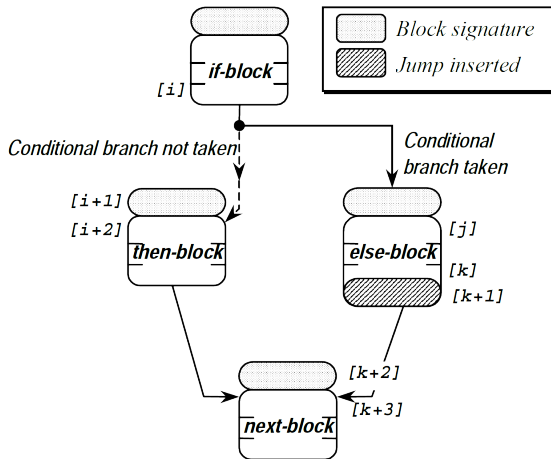 Block signature
Jump inserted
if-block
[i]
Conditional branch not taken
Conditional
branch taken
[i+1]
[i+2]
then-block
[j]
else-block
[k]
[k+1]
[k+2]
[k+3]
next-block